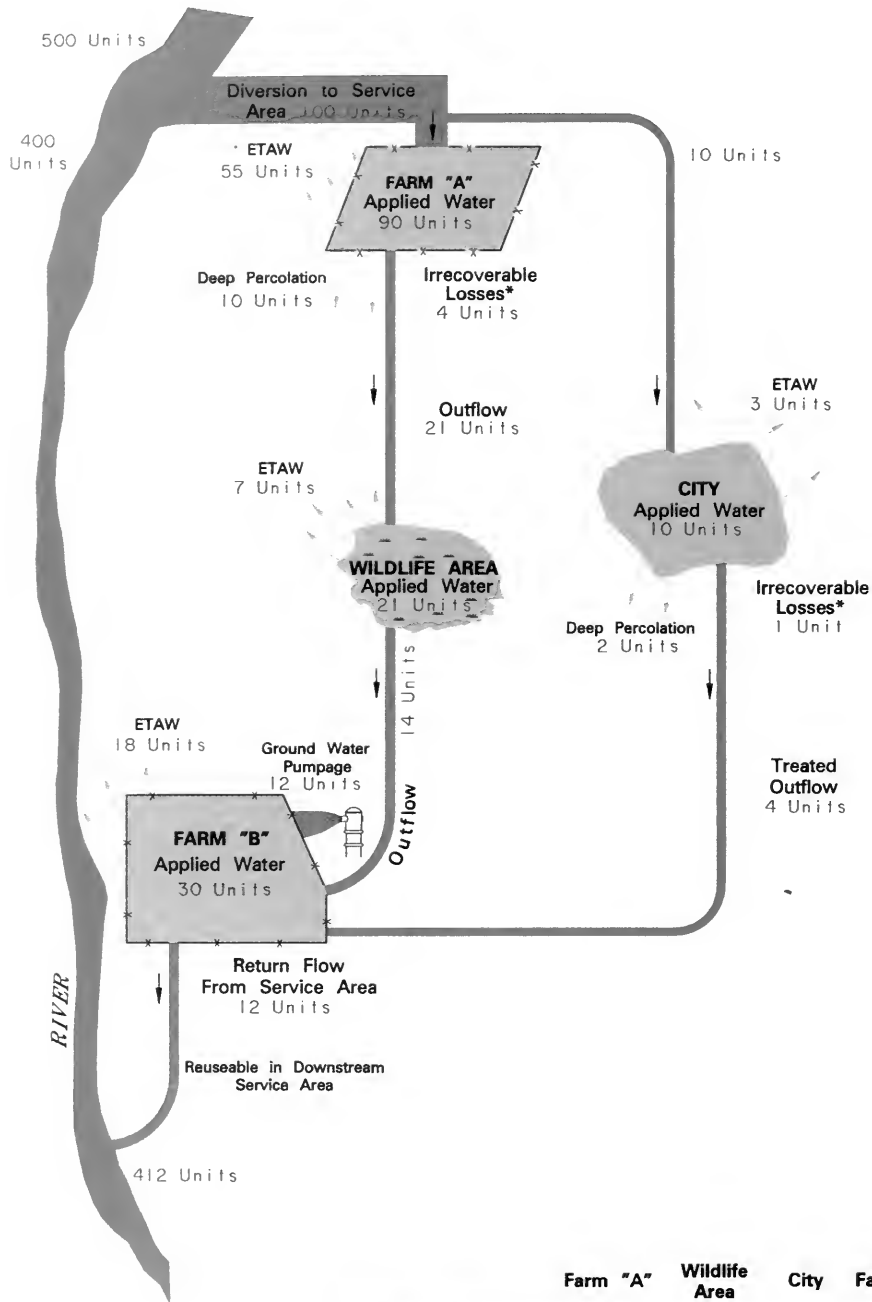 500 Units
Diversion to Service
Area 100 Units
400
Units
ETAW
55 Units
FARM "A"
Applied Water
90 Units
10 Units
Deep Percolation
10 Units
Irrecoverable
Losses*
4 Units
Outflow
21 Units
ETAW
3 Units
ETAW
7 Units
CITY
Applied Water
10 Units
WILDLIFE AREA
Applied Water
21 Units
Irrecoverable
Losses*
1 Unit
Deep Percolation
2 Units
14 Units
Outflow
ETAW
18 Units
Ground Water
Pumpage
12 Units
Treated
Outflow
4 Units
FARM "B"
Applied Water
30 Units
Return Flow
From Service Area
12 Units
RIVER
Reuseable in Downstream
Service Area
412 Units
Farm "A" Wildlife Area City